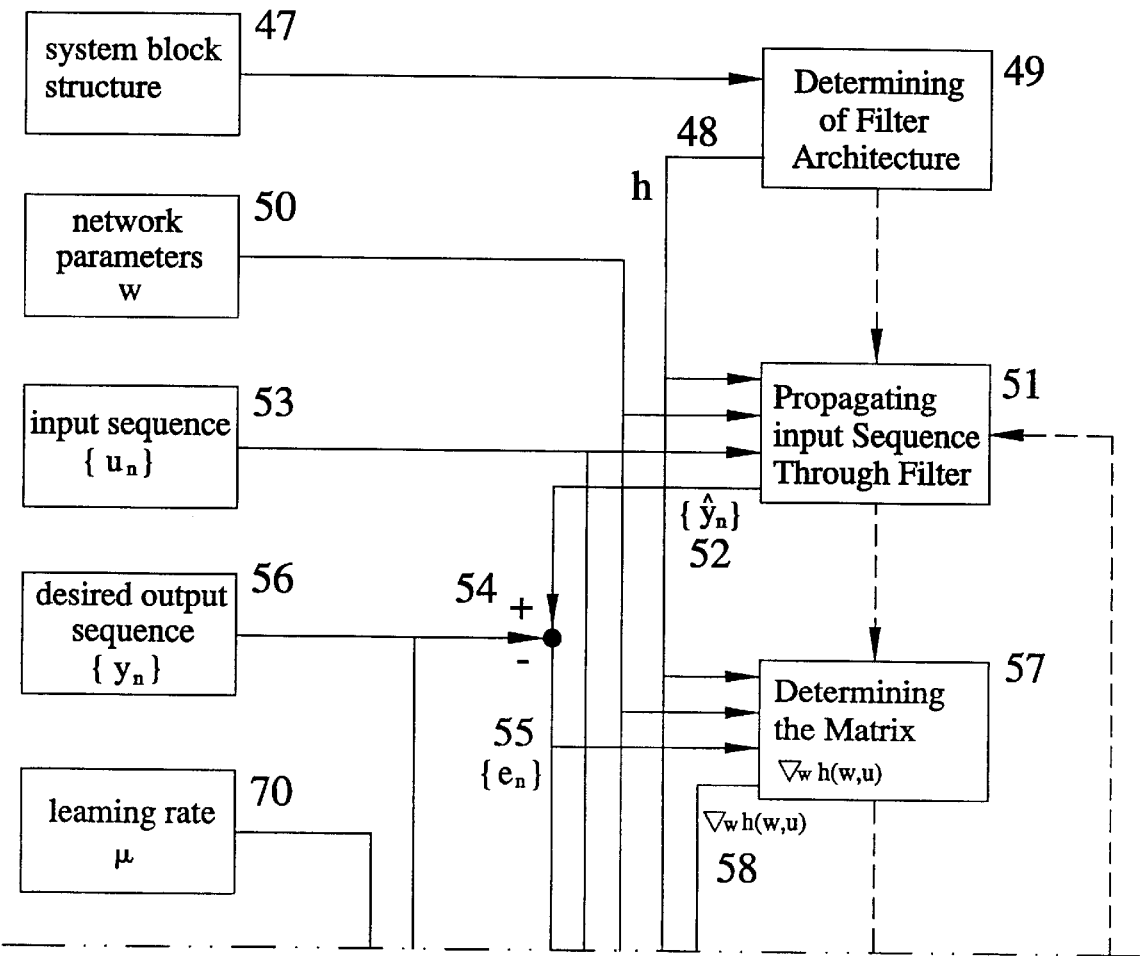 system block
structure
47
Determining
of Filter
Architecture
49
48
h
network
parameters
w
50
input sequence
{ uₙ}
53
Propagating
input Sequence
Through Filter
51
{ ŷₙ}
52
desired output
sequence
{ yₙ}
56
54
+
-
Determining
the Matrix
▽w h(w,u)
57
55
{ eₙ}
leaming rate
μ
70
▽w h(w,u)
58